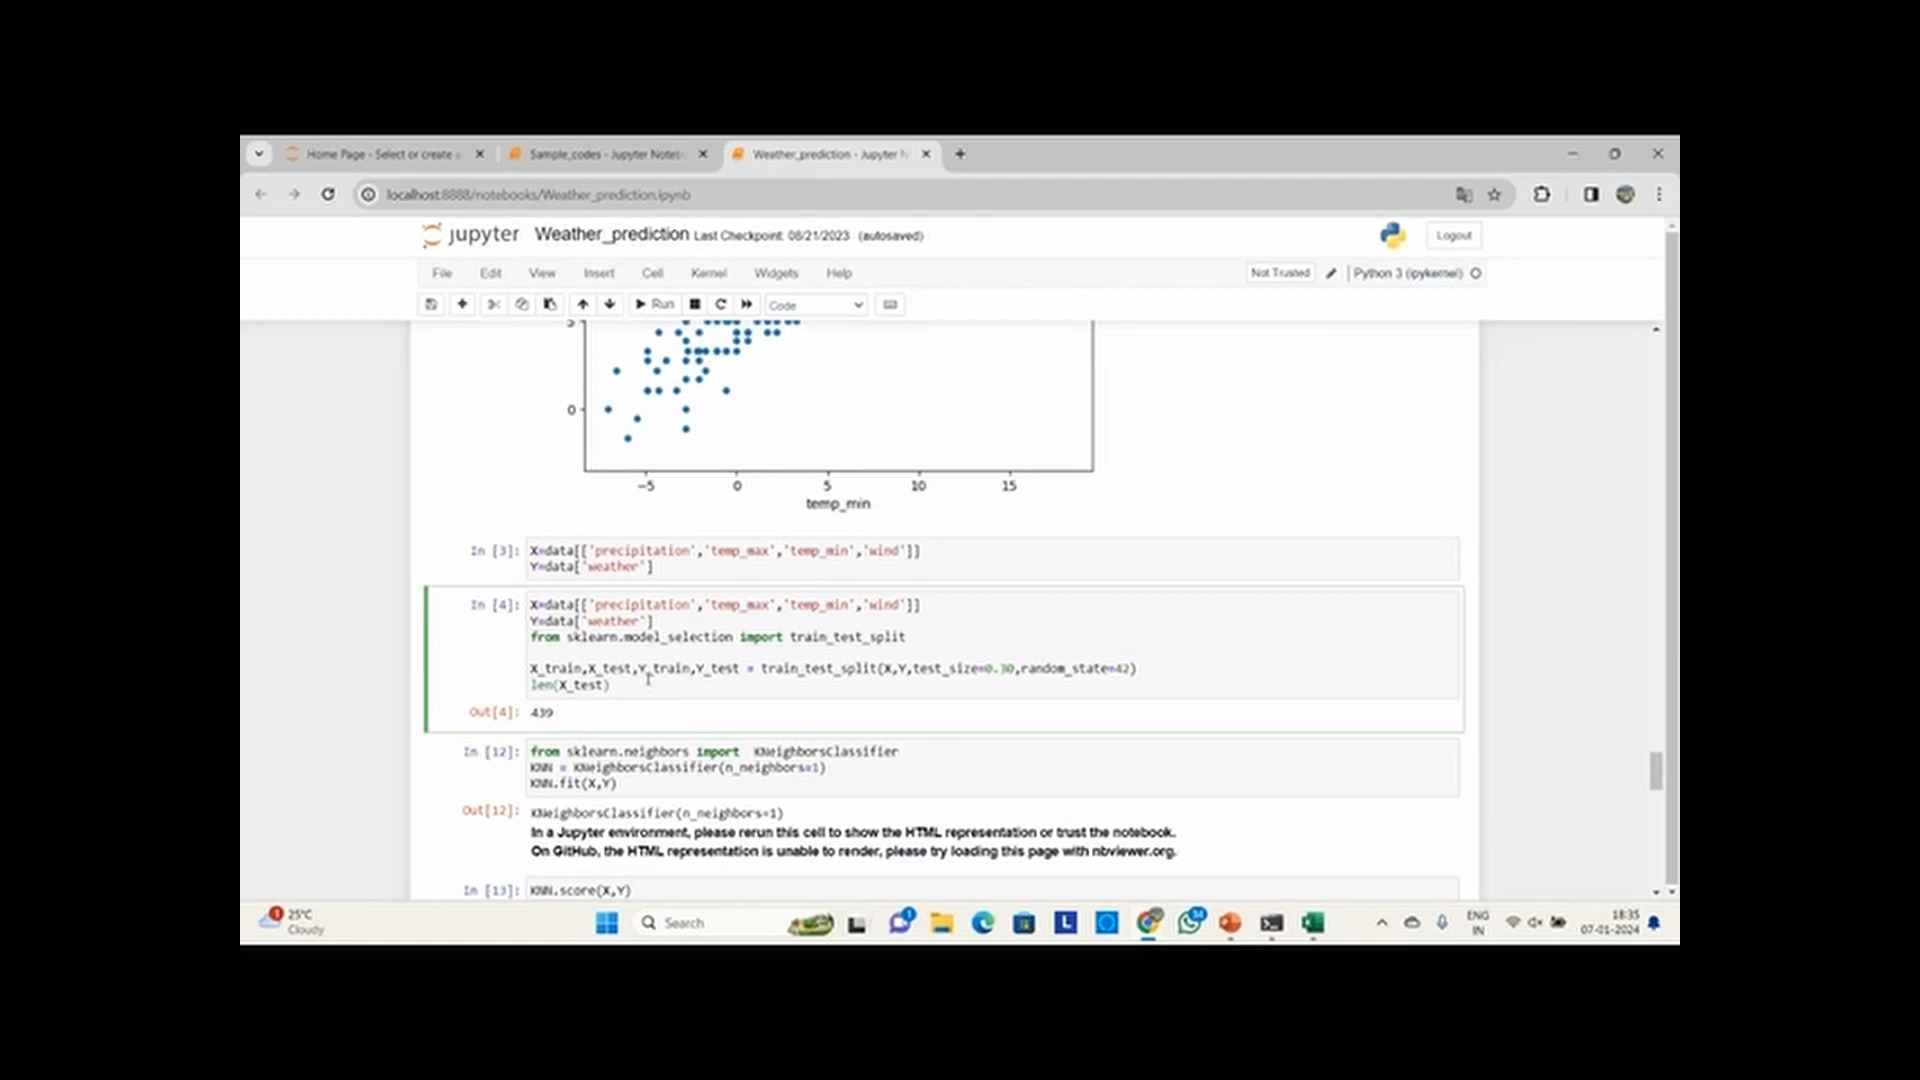 Home Page - Select or create a
Sample_codes - Jupyter Noteb
Weather_prediction - Jupyter N
localhost:8888/notebooks/Weather_prediction.ipynb
jupyter Weather_prediction Last Checkpoint: 08/21/2023 (autosaved)
Logout
File Edit View Insert Cell Kernel Widgets Help
Not Trusted Python 3 (ipykernel)
Run Code
5
0
−5 0 5 10 15
temp_min
In [3]: X=data[['precipitation','temp_max','temp_min','wind']]
Y=data['weather']
In [4]: X=data[['precipitation','temp_max','temp_min','wind']]
Y=data['weather']
from sklearn.model_selection import train_test_split
X_train,X_test,Y_train,Y_test = train_test_split(X,Y,test_size=0.30,random_state=42)
len(X_test)
Out[4]: 439
In [12]: from sklearn.neighbors import KNeighborsClassifier
KNN = KNeighborsClassifier(n_neighbors=1)
KNN.fit(X,Y)
Out[12]: KNeighborsClassifier(n_neighbors=1)
In a Jupyter environment, please rerun this cell to show the HTML representation or trust the notebook.
On GitHub, the HTML representation is unable to render, please try loading this page with nbviewer.org.
In [13]: KNN.score(X,Y)
1
25°C
Cloudy
Search
1
L
ENG
IN
18:35
07-01-2024